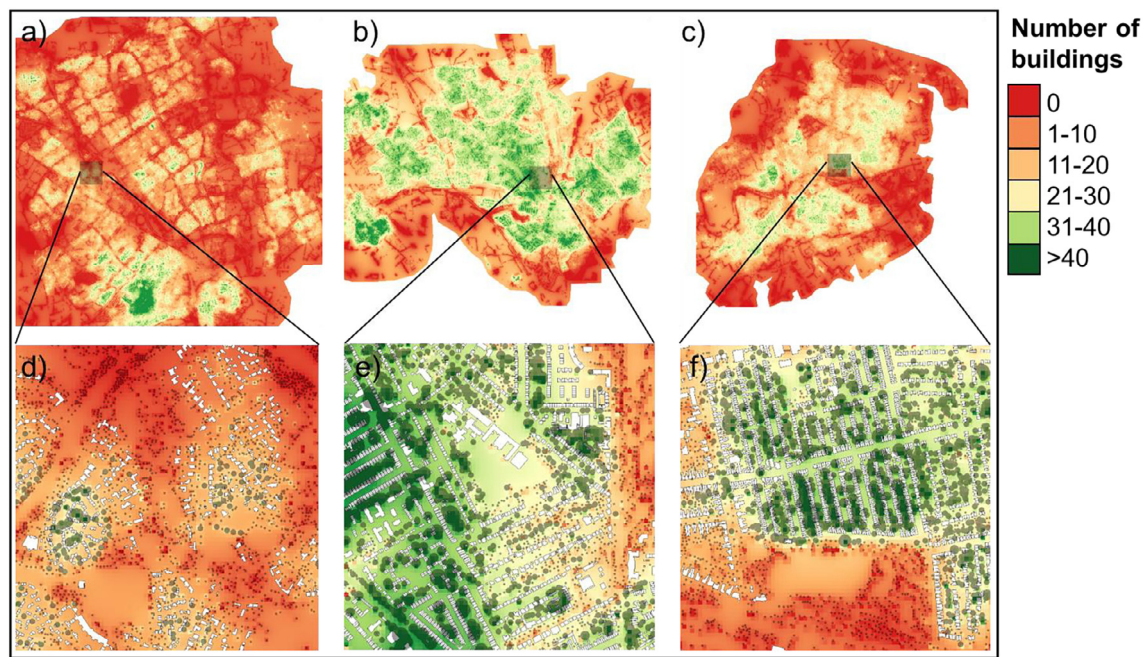 a)
b)
c)
Number of
buildings
0
1-10
11-20
21-30
31-40
>40
d)
e)
f)